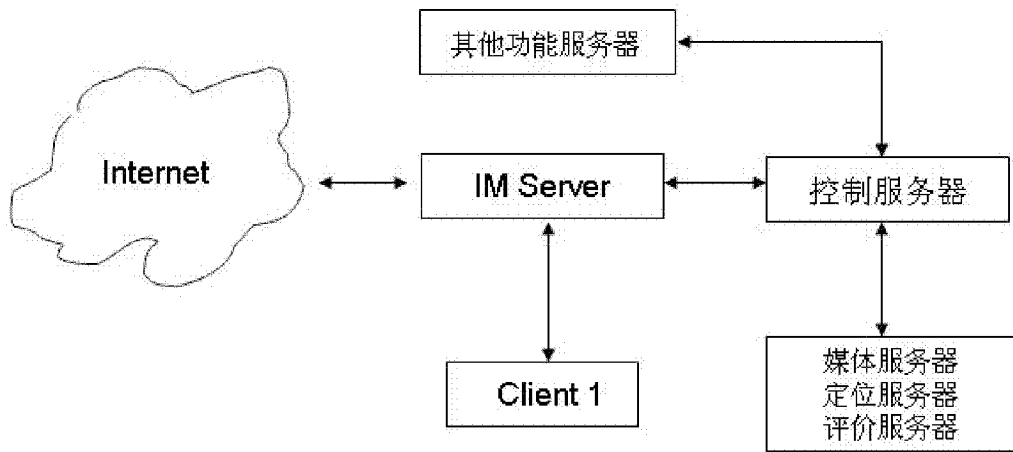 其他功能服务器
Internet
IM Server
控制服务器
Client 1
媒体服务器
定位服务器
评价服务器